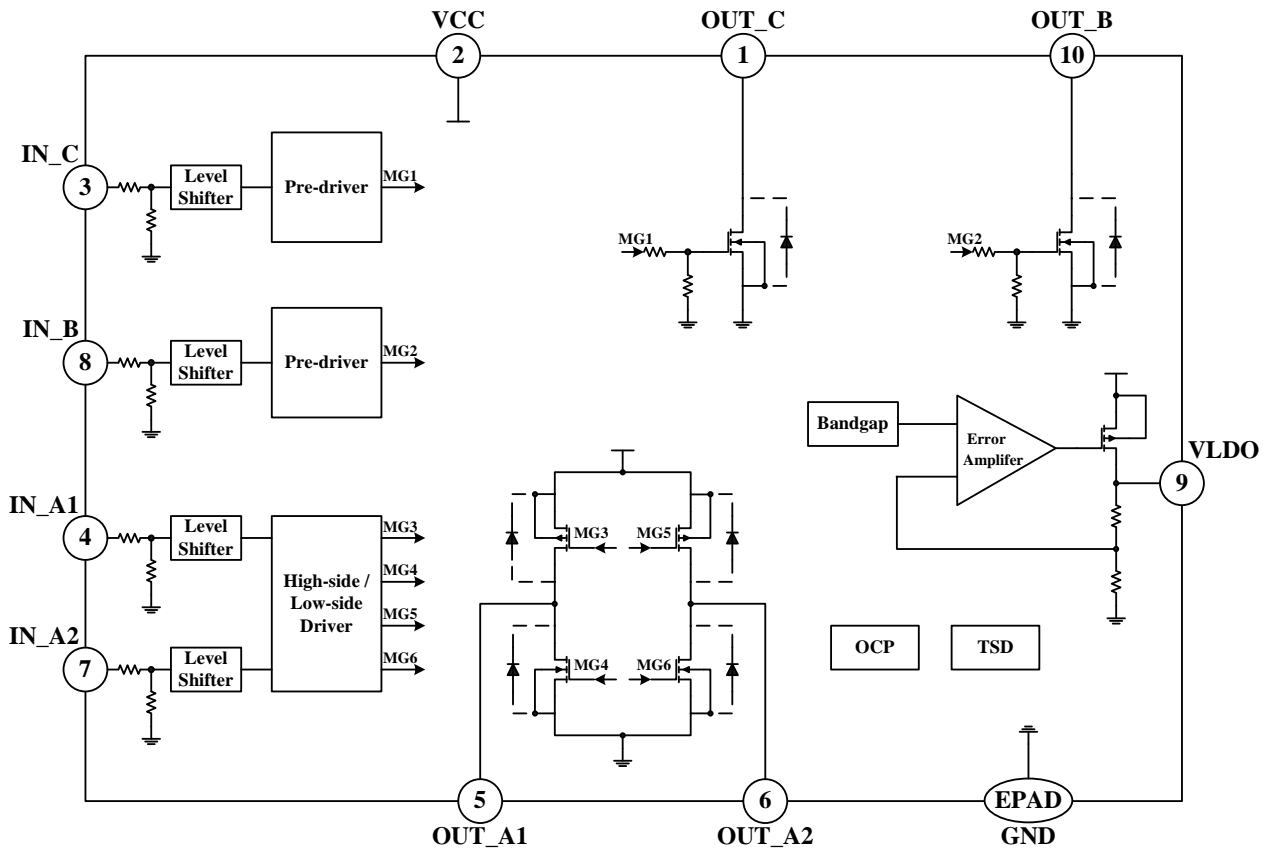 VCC
OUT_C
OUT_B
2
1
10
IN_C
3
Level
Shifter
Pre-driver
MG1
MG1
MG2
IN_B
8
Level
Shifter
Pre-driver
MG2
Bandgap
Error
Amplifer
VLDO
9
IN_A1
4
Level
Shifter
High-side /
Low-side
Driver
MG3
MG4
MG5
MG6
MG3
MG5
IN_A2
7
Level
Shifter
MG4
MG6
OCP
TSD
5
6
EPAD
OUT_A1
OUT_A2
GND